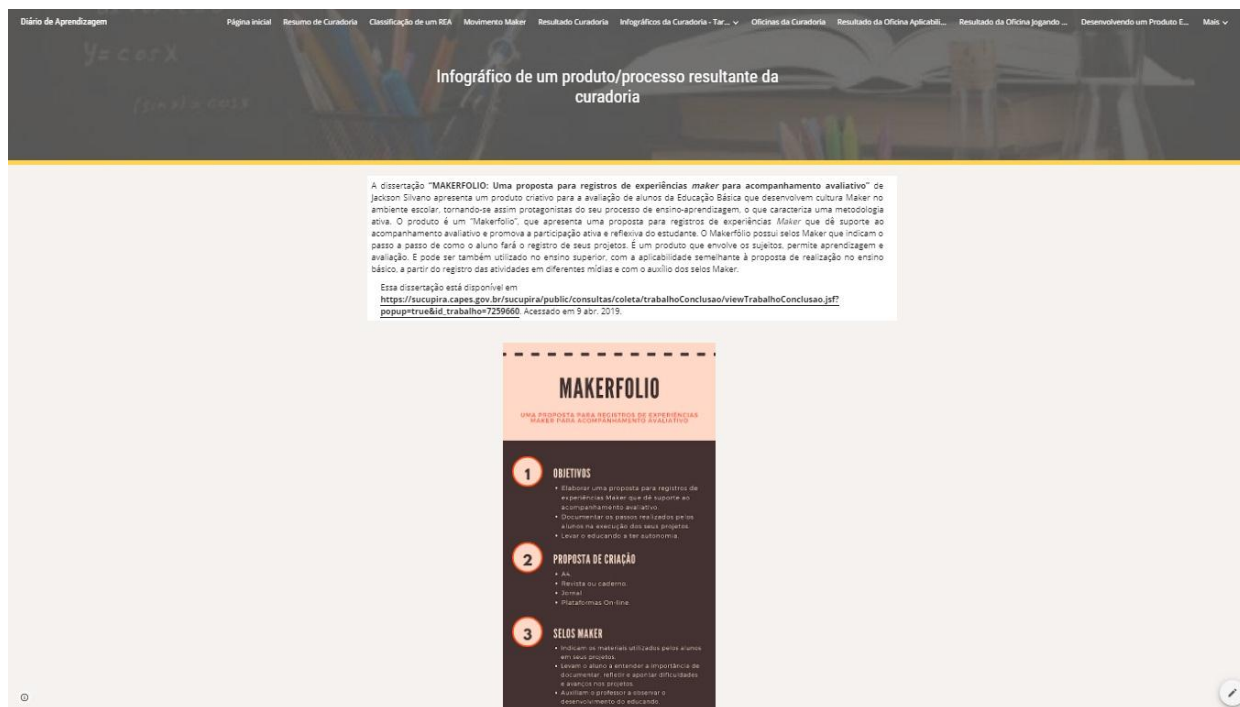 Diário de Aprendizagem
Página inicial
Resumo de Curadoria
Classificação de um REA
Movimento Maker
Resultado Curadoria
Infográficos da Curadoria - Tar...
Oficinas da Curadoria
Resultado da Oficina Aplicabili...
Resultado da Oficina Jogando ...
Desenvolvendo um Produto E...
Mais
y = cos x
Infográfico de um produto/processo resultante da
curadoria
A dissertação "MAKERFOLIO: Uma proposta para registros de experiências maker para acompanhamento avaliativo" de
Jackson Silvano apresenta um produto criativo para a avaliação de alunos da Educação Básica que desenvolvem cultura Maker no
ambiente escolar, tornando-se assim protagonistas do seu processo de ensino-aprendizagem, o que caracteriza uma metodologia
ativa. O produto é um "Makerfolio", que apresenta uma proposta para registros de experiências Maker que dê suporte ao
acompanhamento avaliativo e promova a participação ativa e reflexiva do estudante. O Makerfólio possui selos Maker que indicam o
passo a passo de como o aluno fará o registro de seus projetos. É um produto que envolve os sujeitos, permite aprendizagem e
avaliação. E pode ser também utilizado no ensino superior, com a aplicabilidade semelhante à proposta de realização no ensino
básico, a partir do registro das atividades em diferentes mídias e com o auxílio dos selos Maker.
Essa dissertação está disponível em
https://sucupira.capes.gov.br/sucupira/public/consultas/coleta/trabalhoConclusao/viewTrabalhoConclusao.jsf?
popup=true&id_trabalho=7259660. Acessado em 9 abr. 2019.
MAKERFOLIO
UMA PROPOSTA PARA REGISTROS DE EXPERIÊNCIAS
MAKER PARA ACOMPANHAMENTO AVALIATIVO
1
OBJETIVOS
• Elaborar uma proposta para registros de
experiências Maker que dê suporte ao
acompanhamento avaliativo.
• Documentar os passos realizados pelos
alunos na execução dos seus projetos.
• Levar o educando a ter autonomia.
2
PROPOSTA DE CRIAÇÃO
• A4.
• Revista ou caderno.
• Jornal
• Plataformas On-line.
3
SELOS MAKER
• Indicam os materiais utilizados pelos alunos
em seus projetos.
• Levam o aluno a entender a importância de
documentar, refletir e apontar dificuldades
e avanços nos projetos.
• Auxiliam o professor a observar o
desenvolvimento do educando.